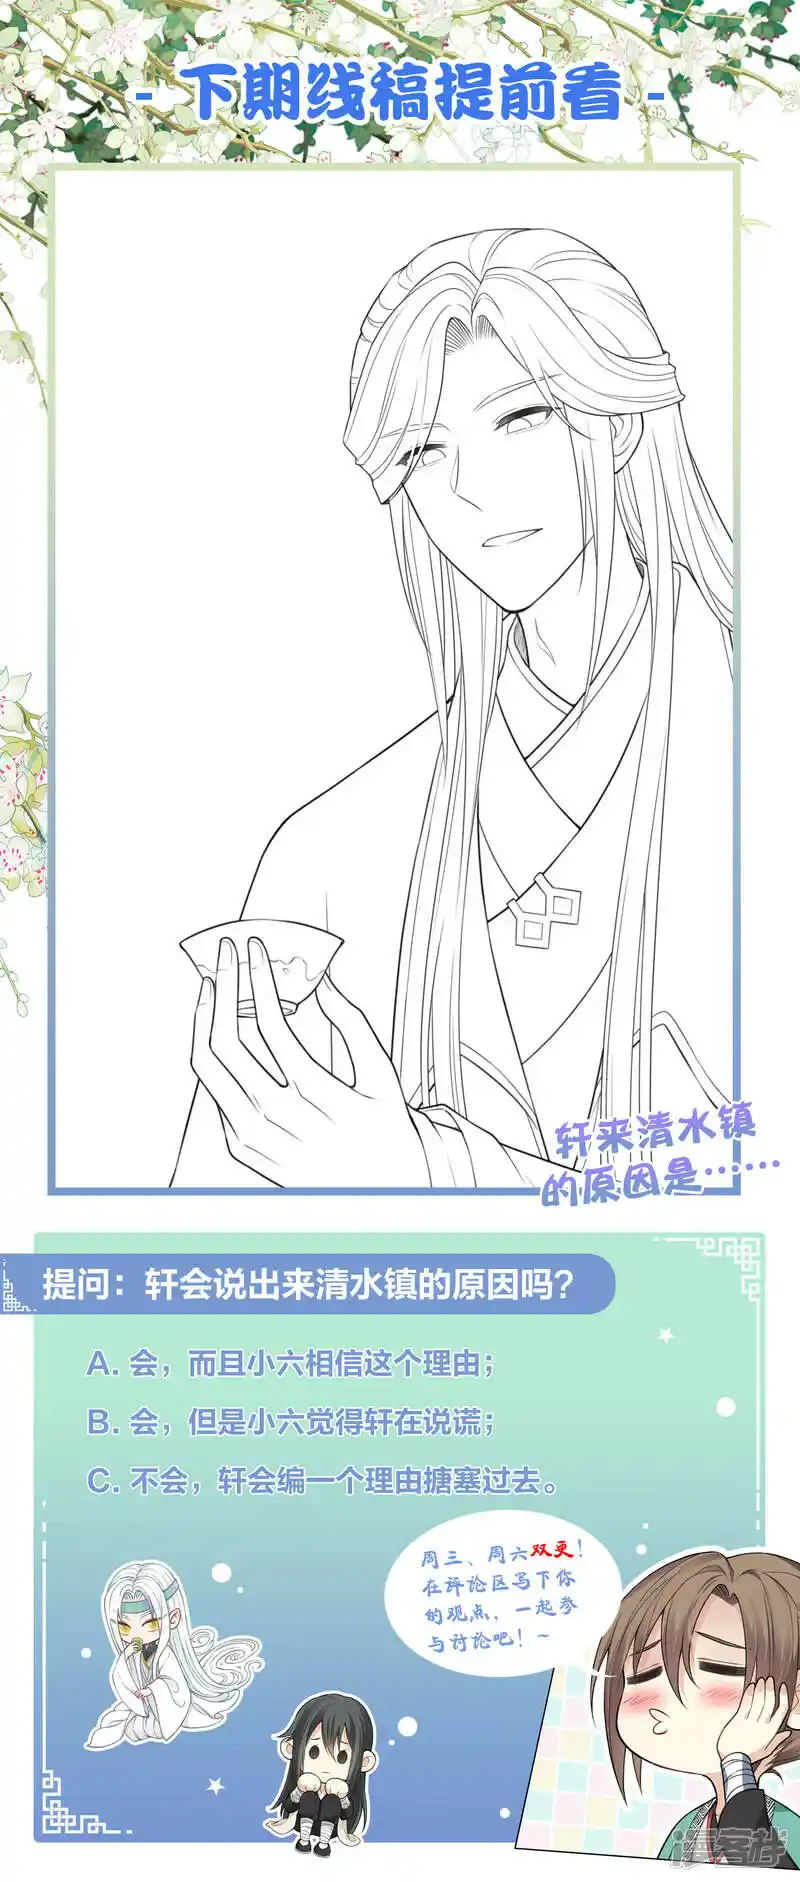 - 下期线稿提前看 -
轩来清水镇
的原因是……
提问：轩会说出来清水镇的原因吗？
A. 会，而且小六相信这个理由；
B. 会，但是小六觉得轩在说谎；
C. 不会，轩会编一个理由搪塞过去。
周三、周六双更！
在评论区写下你
的观点，一起参
与讨论吧！~
漫客栈